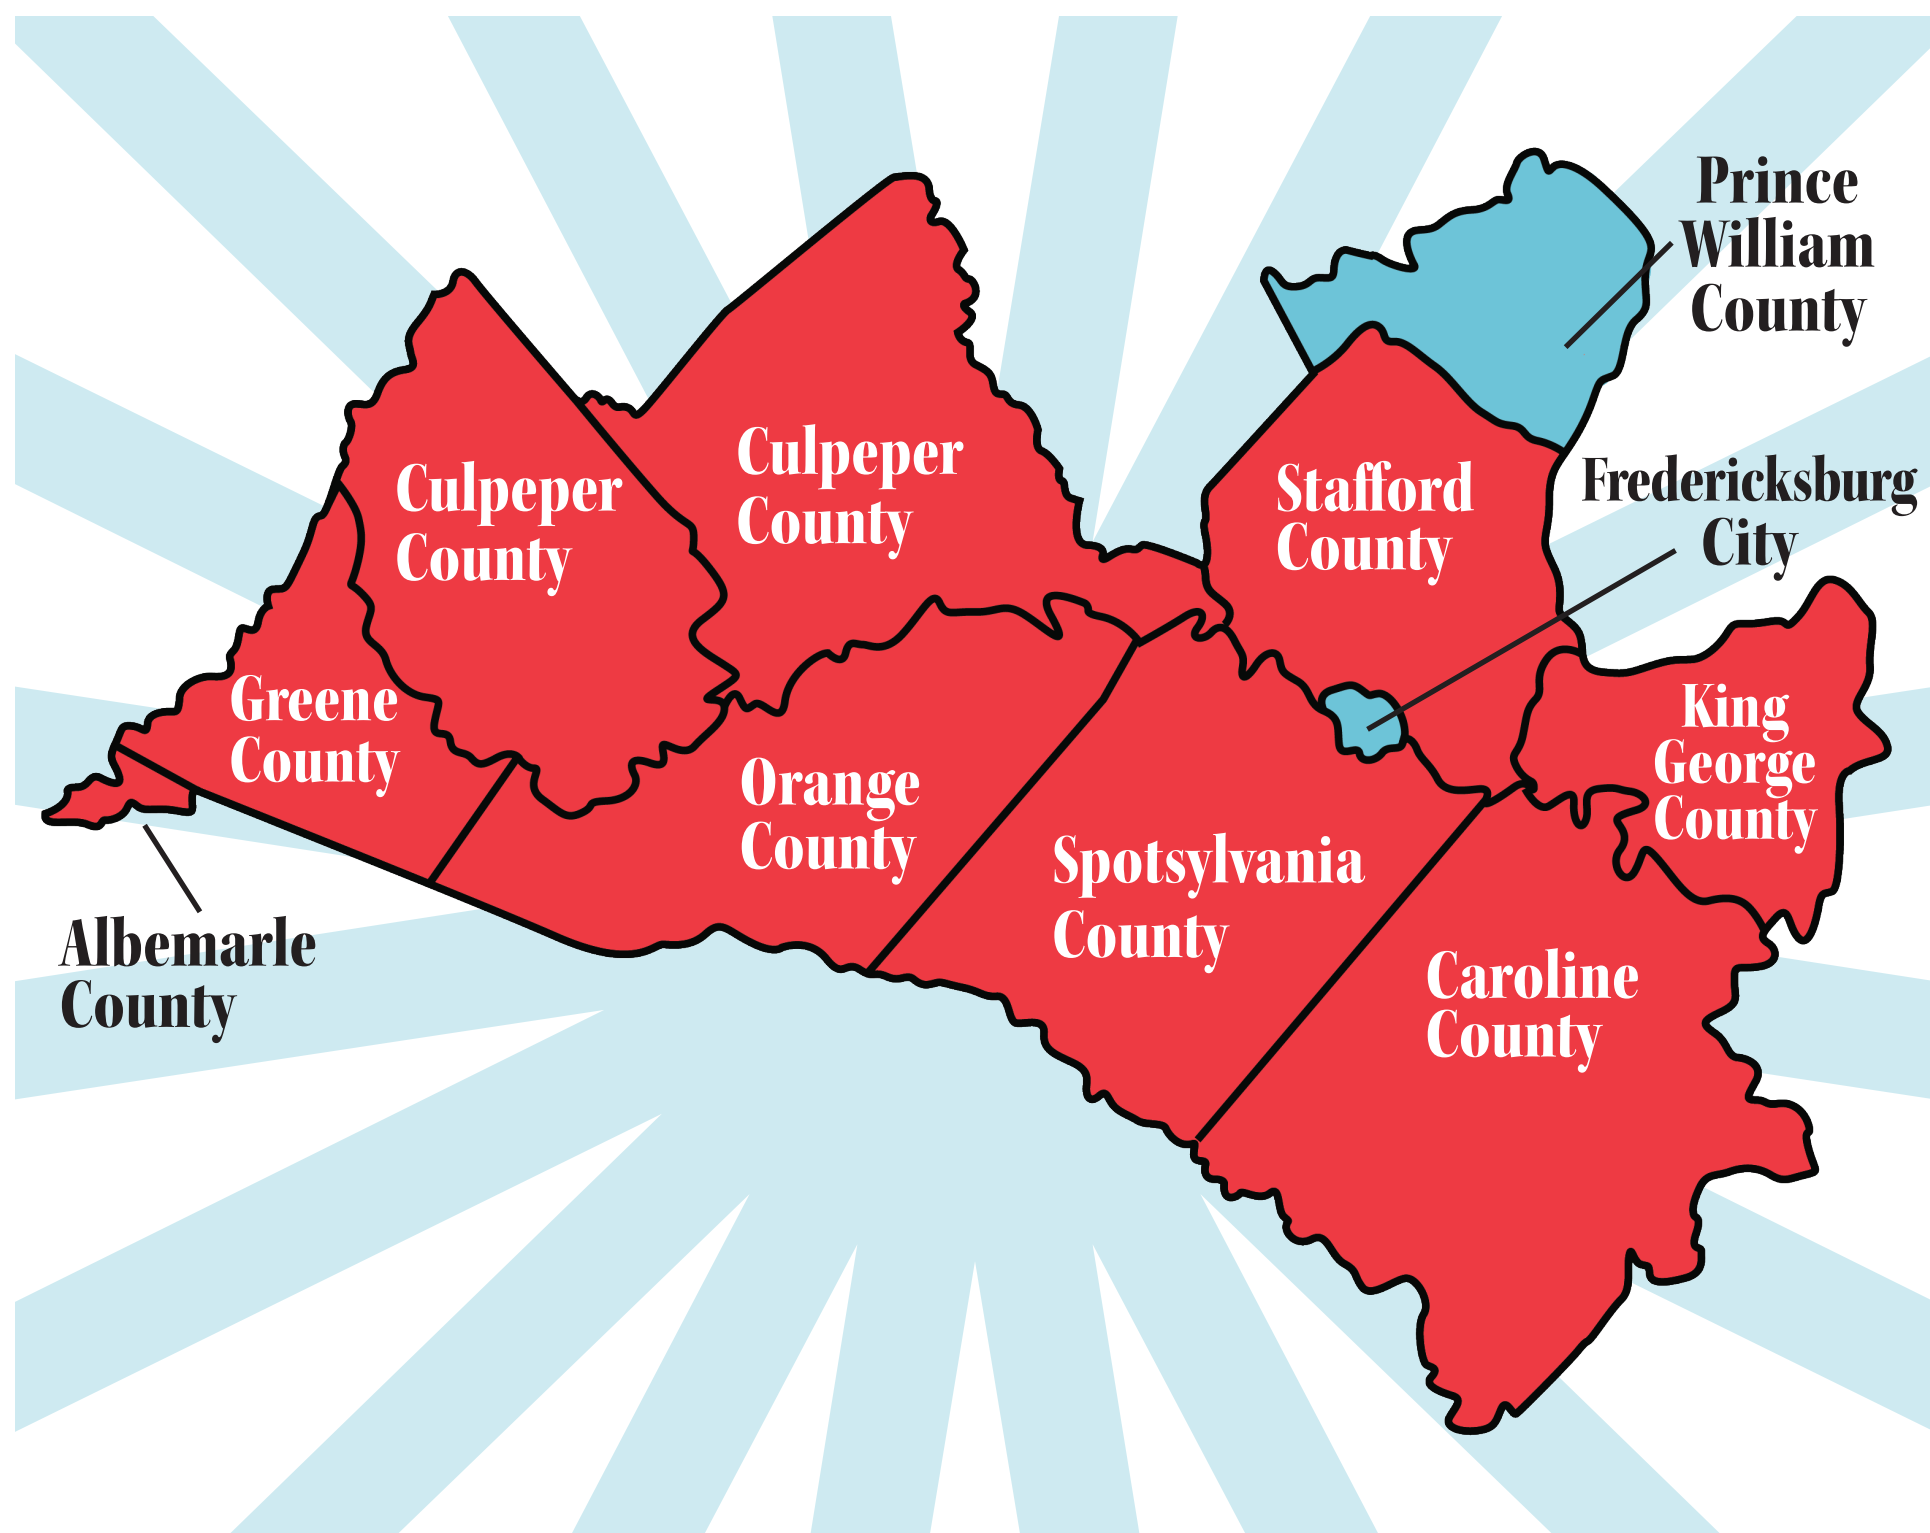 Prince
William
County
Culpeper
County
Culpeper
County
Stafford
County
Fredericksburg
City
Greene
County
King
George
County
Orange
County
Spotsylvania
County
Albemarle
County
Caroline
County